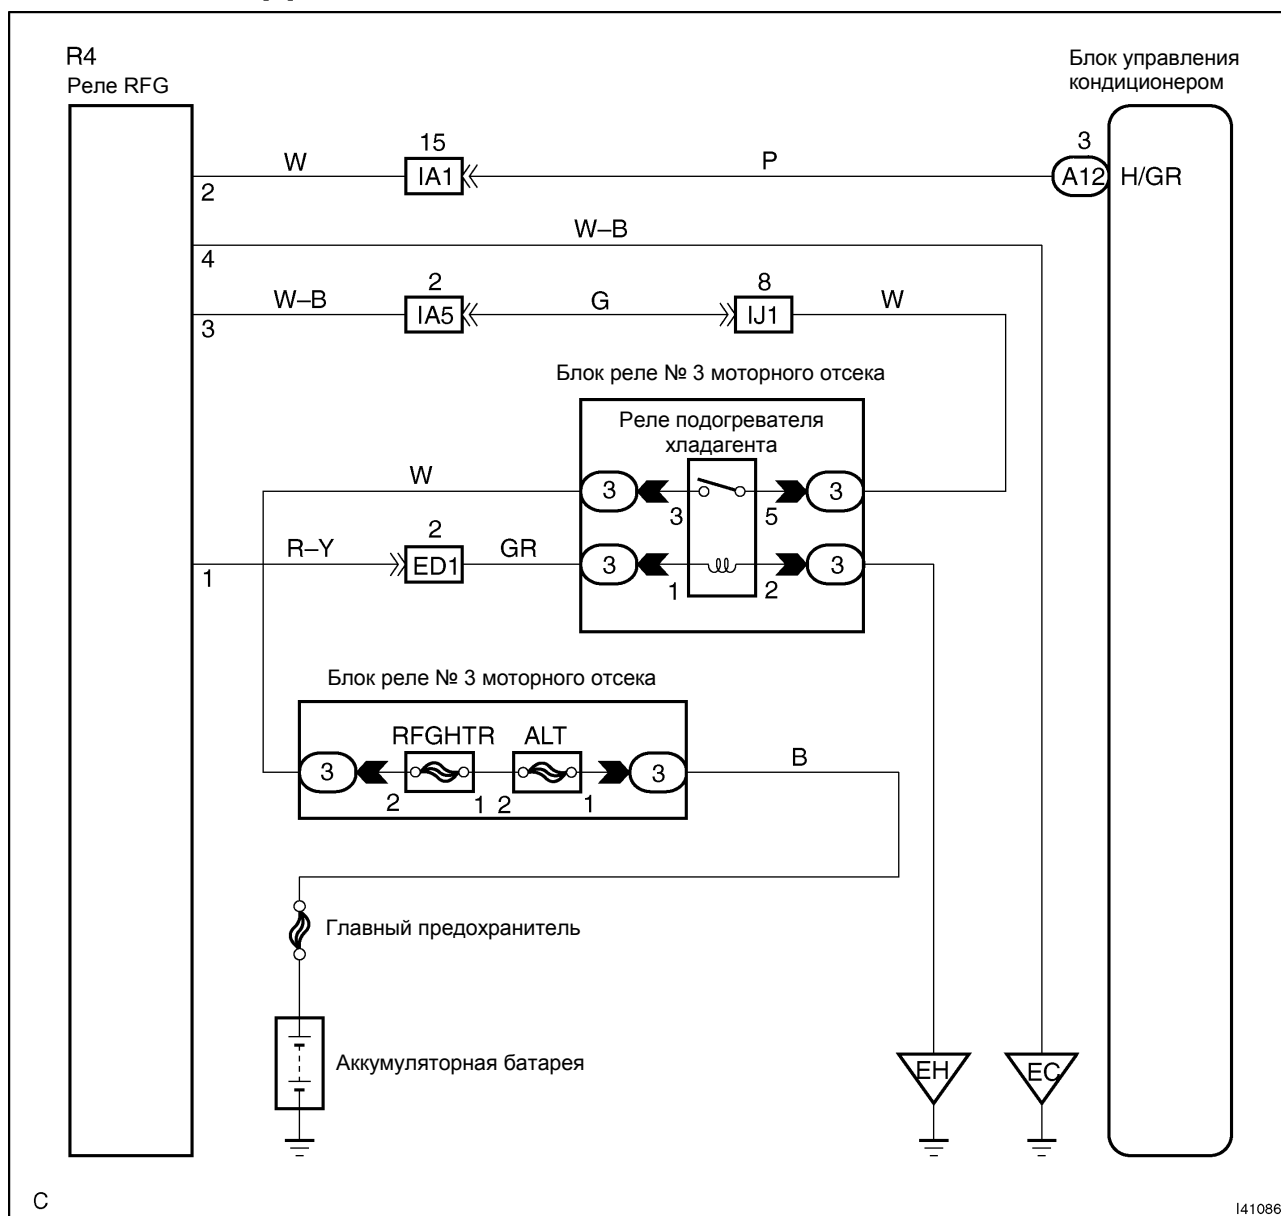 R4
Реле RFG
Блок управления
кондиционером
15
3
W
IA1
P
A12
H/GR
2
W–B
4
2
8
W–B
IA5
G
IJ1
W
3
Блок реле № 3 моторного отсека
Реле подогревателя
хладагента
W
3
3
3
5
2
R–Y
ED1
GR
3
3
1
1
2
Блок реле № 3 моторного отсека
RFGHTR
ALT
B
3
3
2
1
2
1
Главный предохранитель
Аккумуляторная батарея
EH
EC
C
I41086